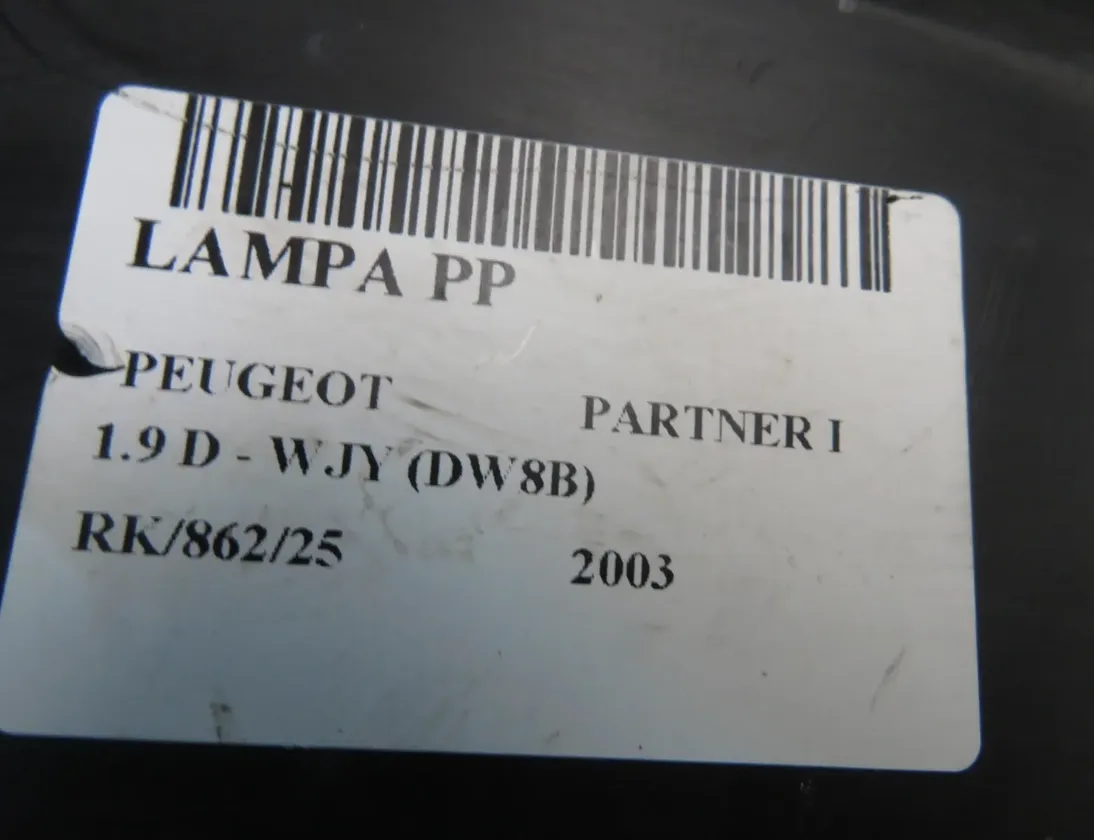 LAMPA PP
PEUGEOT PARTNER I
1.9 D - WJY (DW8B)
RK/862/25 2003